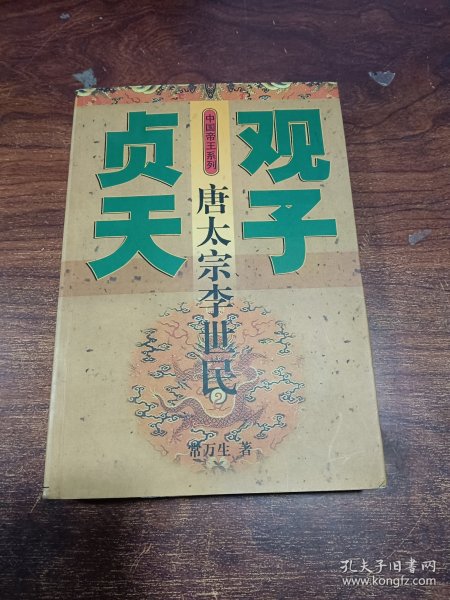 贞观
天子
中国帝王系列
唐太宗李世民
常万生 著
孔夫子旧书网
www.kongfz.com